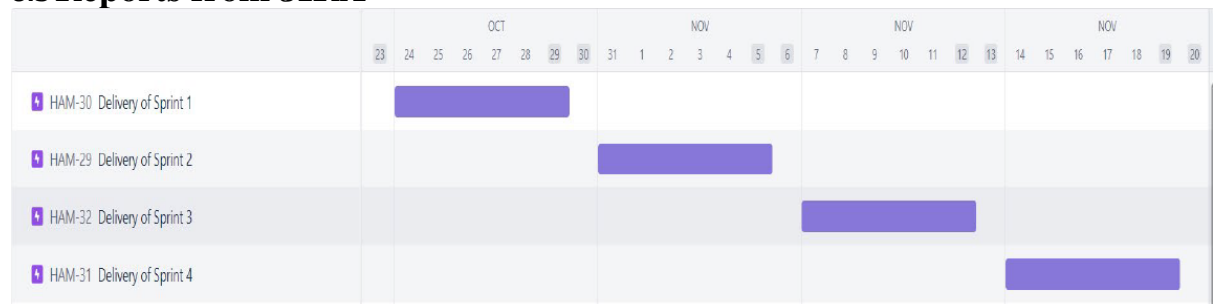 OCT NOV NOV NOV
23 24 25 26 27 28 29 30 31 1 2 3 4 5 6 7 8 9 10 11 12 13 14 15 16 17 18 19 20
HAM-30 Delivery of Sprint 1
HAM-29 Delivery of Sprint 2
HAM-32 Delivery of Sprint 3
HAM-31 Delivery of Sprint 4